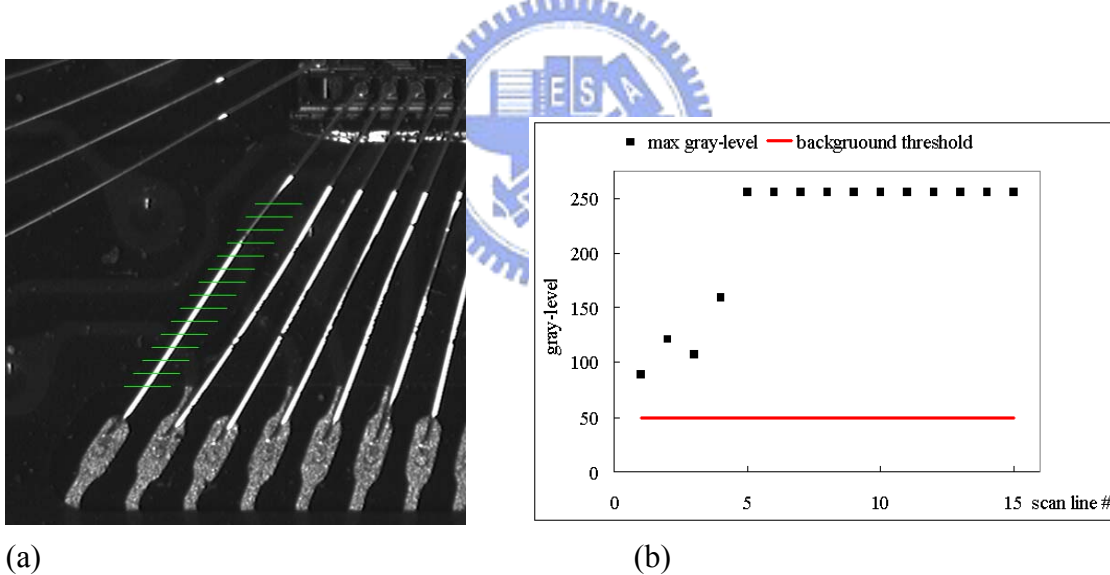 E S A
max gray-level backgruound threshold
250
200
150
100
50
0
gray-level
0 5 10 15 scan line #
(a) (b)